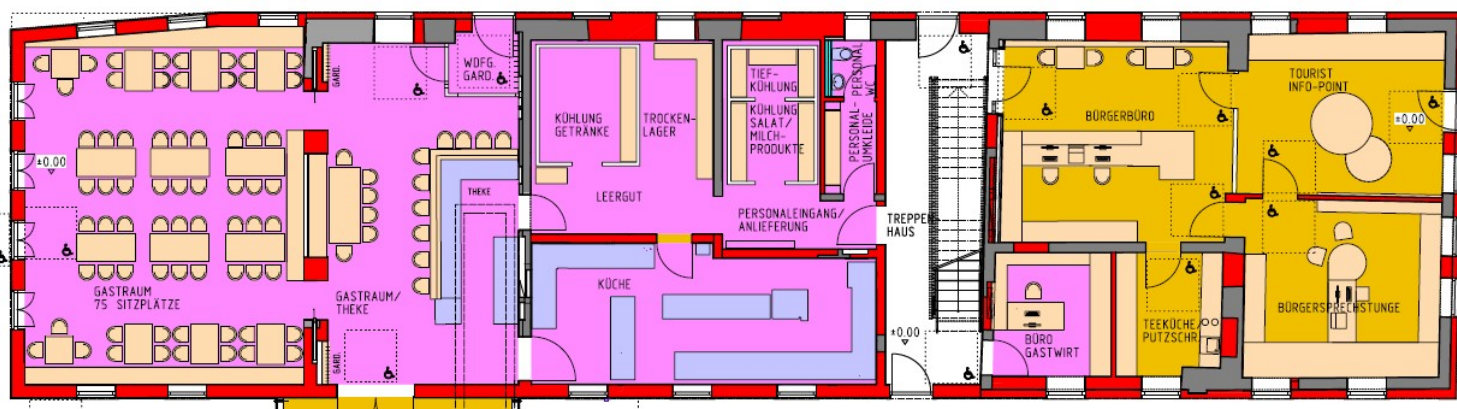 WDFG.
GARD.
GARD.
KÜHLUNG
GETRÄNKE
TROCKEN-
LAGER
TIEF-
KÜHLUNG
KÜHLUNG
SALAT/
MILCH-
PRODUKTE
PERSONAL-
WC
PERSONAL-
UMKLEIDE
BÜRGERBÜRO
TOURIST
INFO-POINT
±0.00
±0.00
THEKE
LEERGUT
PERSONALEINGANG/
ANLIEFERUNG
TREPPEN
HAUS
GASTRAUM
75 SITZPLÄTZE
GASTRAUM/
THEKE
KÜCHE
GARD.
±0.00
BÜRO
GASTWIRT
TEEKÜCHE/
PUTZSCHR.
BÜRGERSPRECHSTUNGE